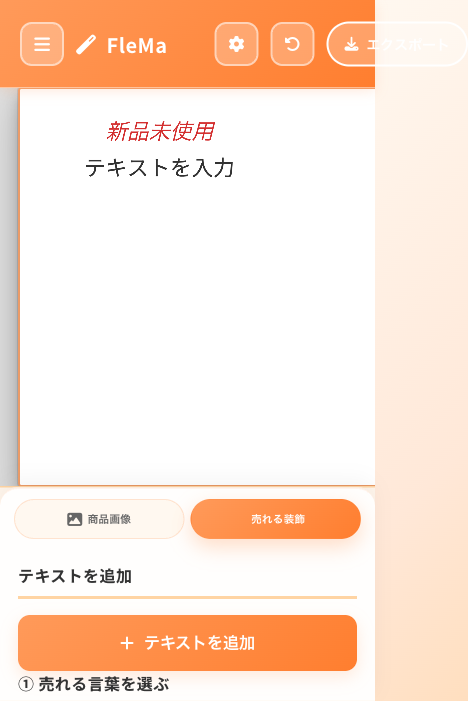 FleMa
エクスポート
新品未使用
テキストを入力
商品画像
売れる装飾
テキストを追加
＋ テキストを追加
① 売れる言葉を選ぶ